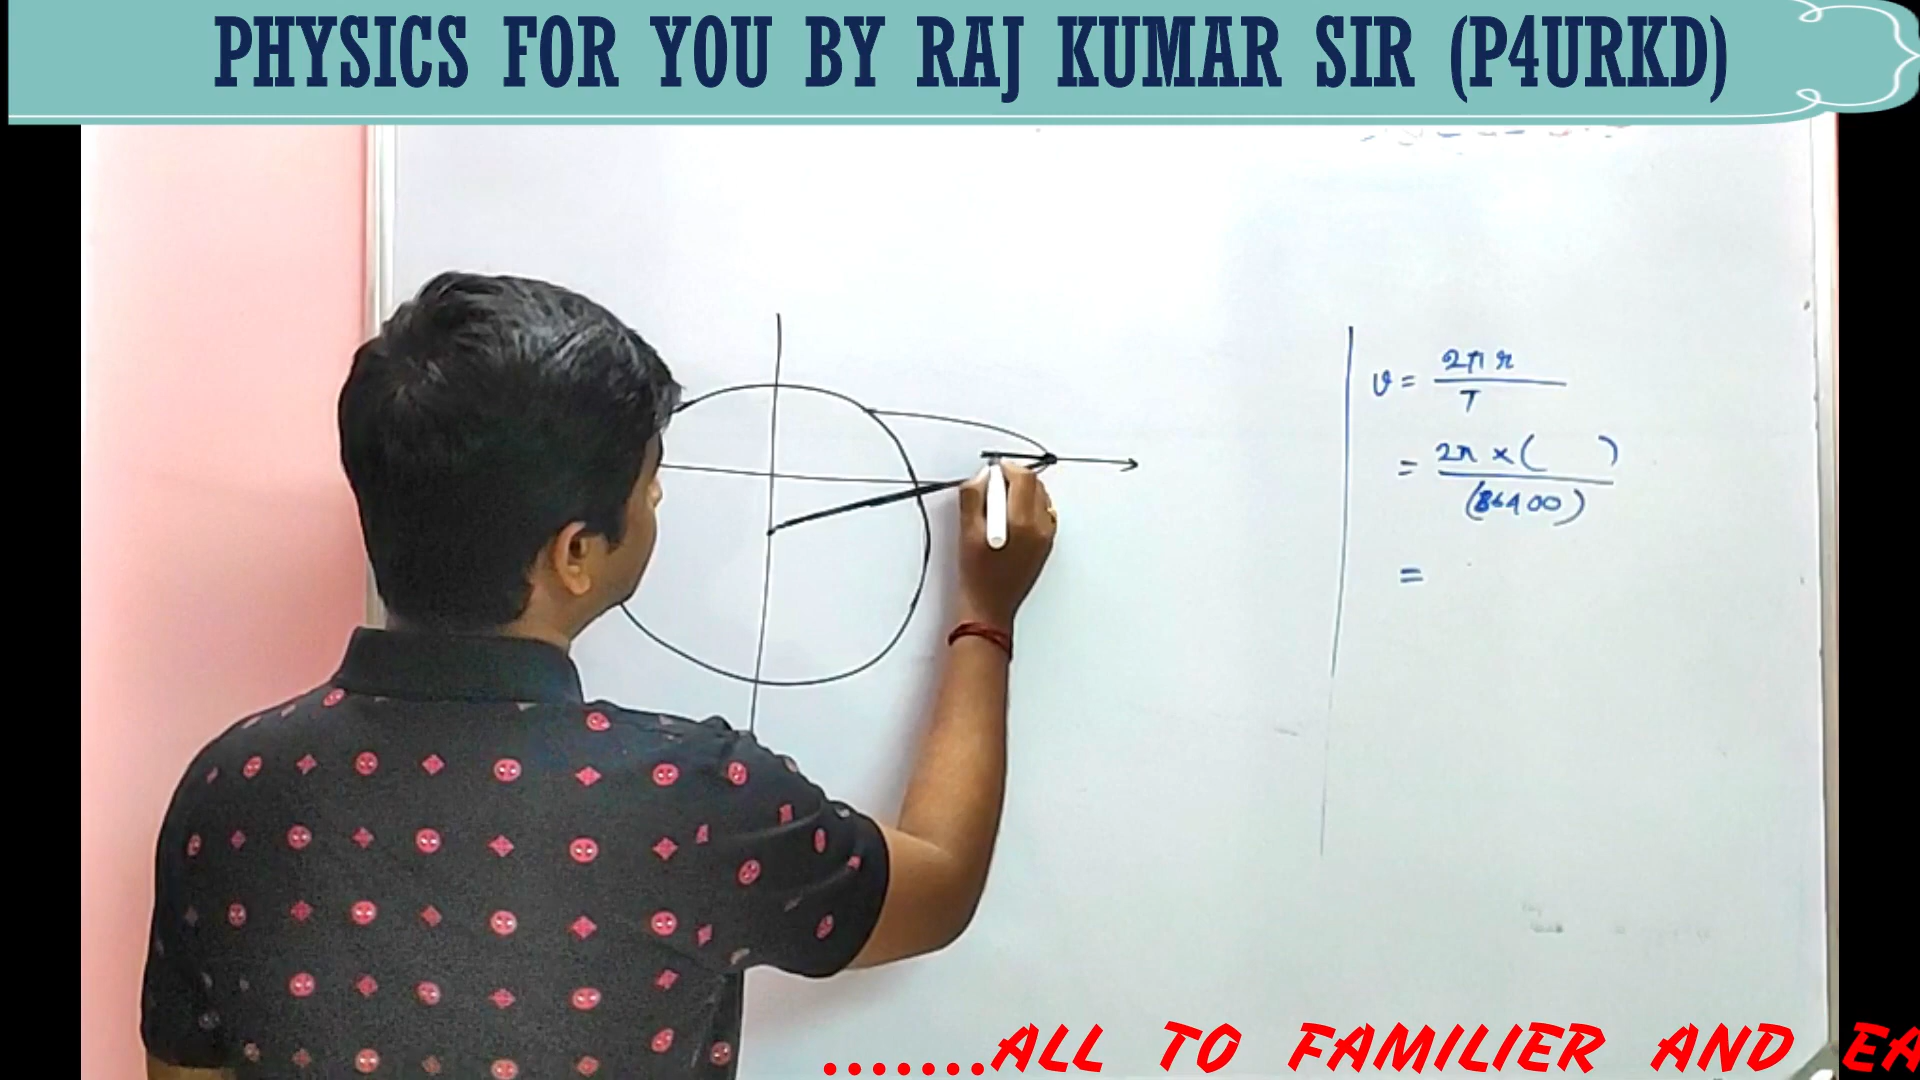 PHYSICS FOR YOU BY RAJ KUMAR SIR (P4URKD)
v = 2πr / T
= 2π × ( ) / (86400)
=
.......ALL TO FAMILIER AND EA